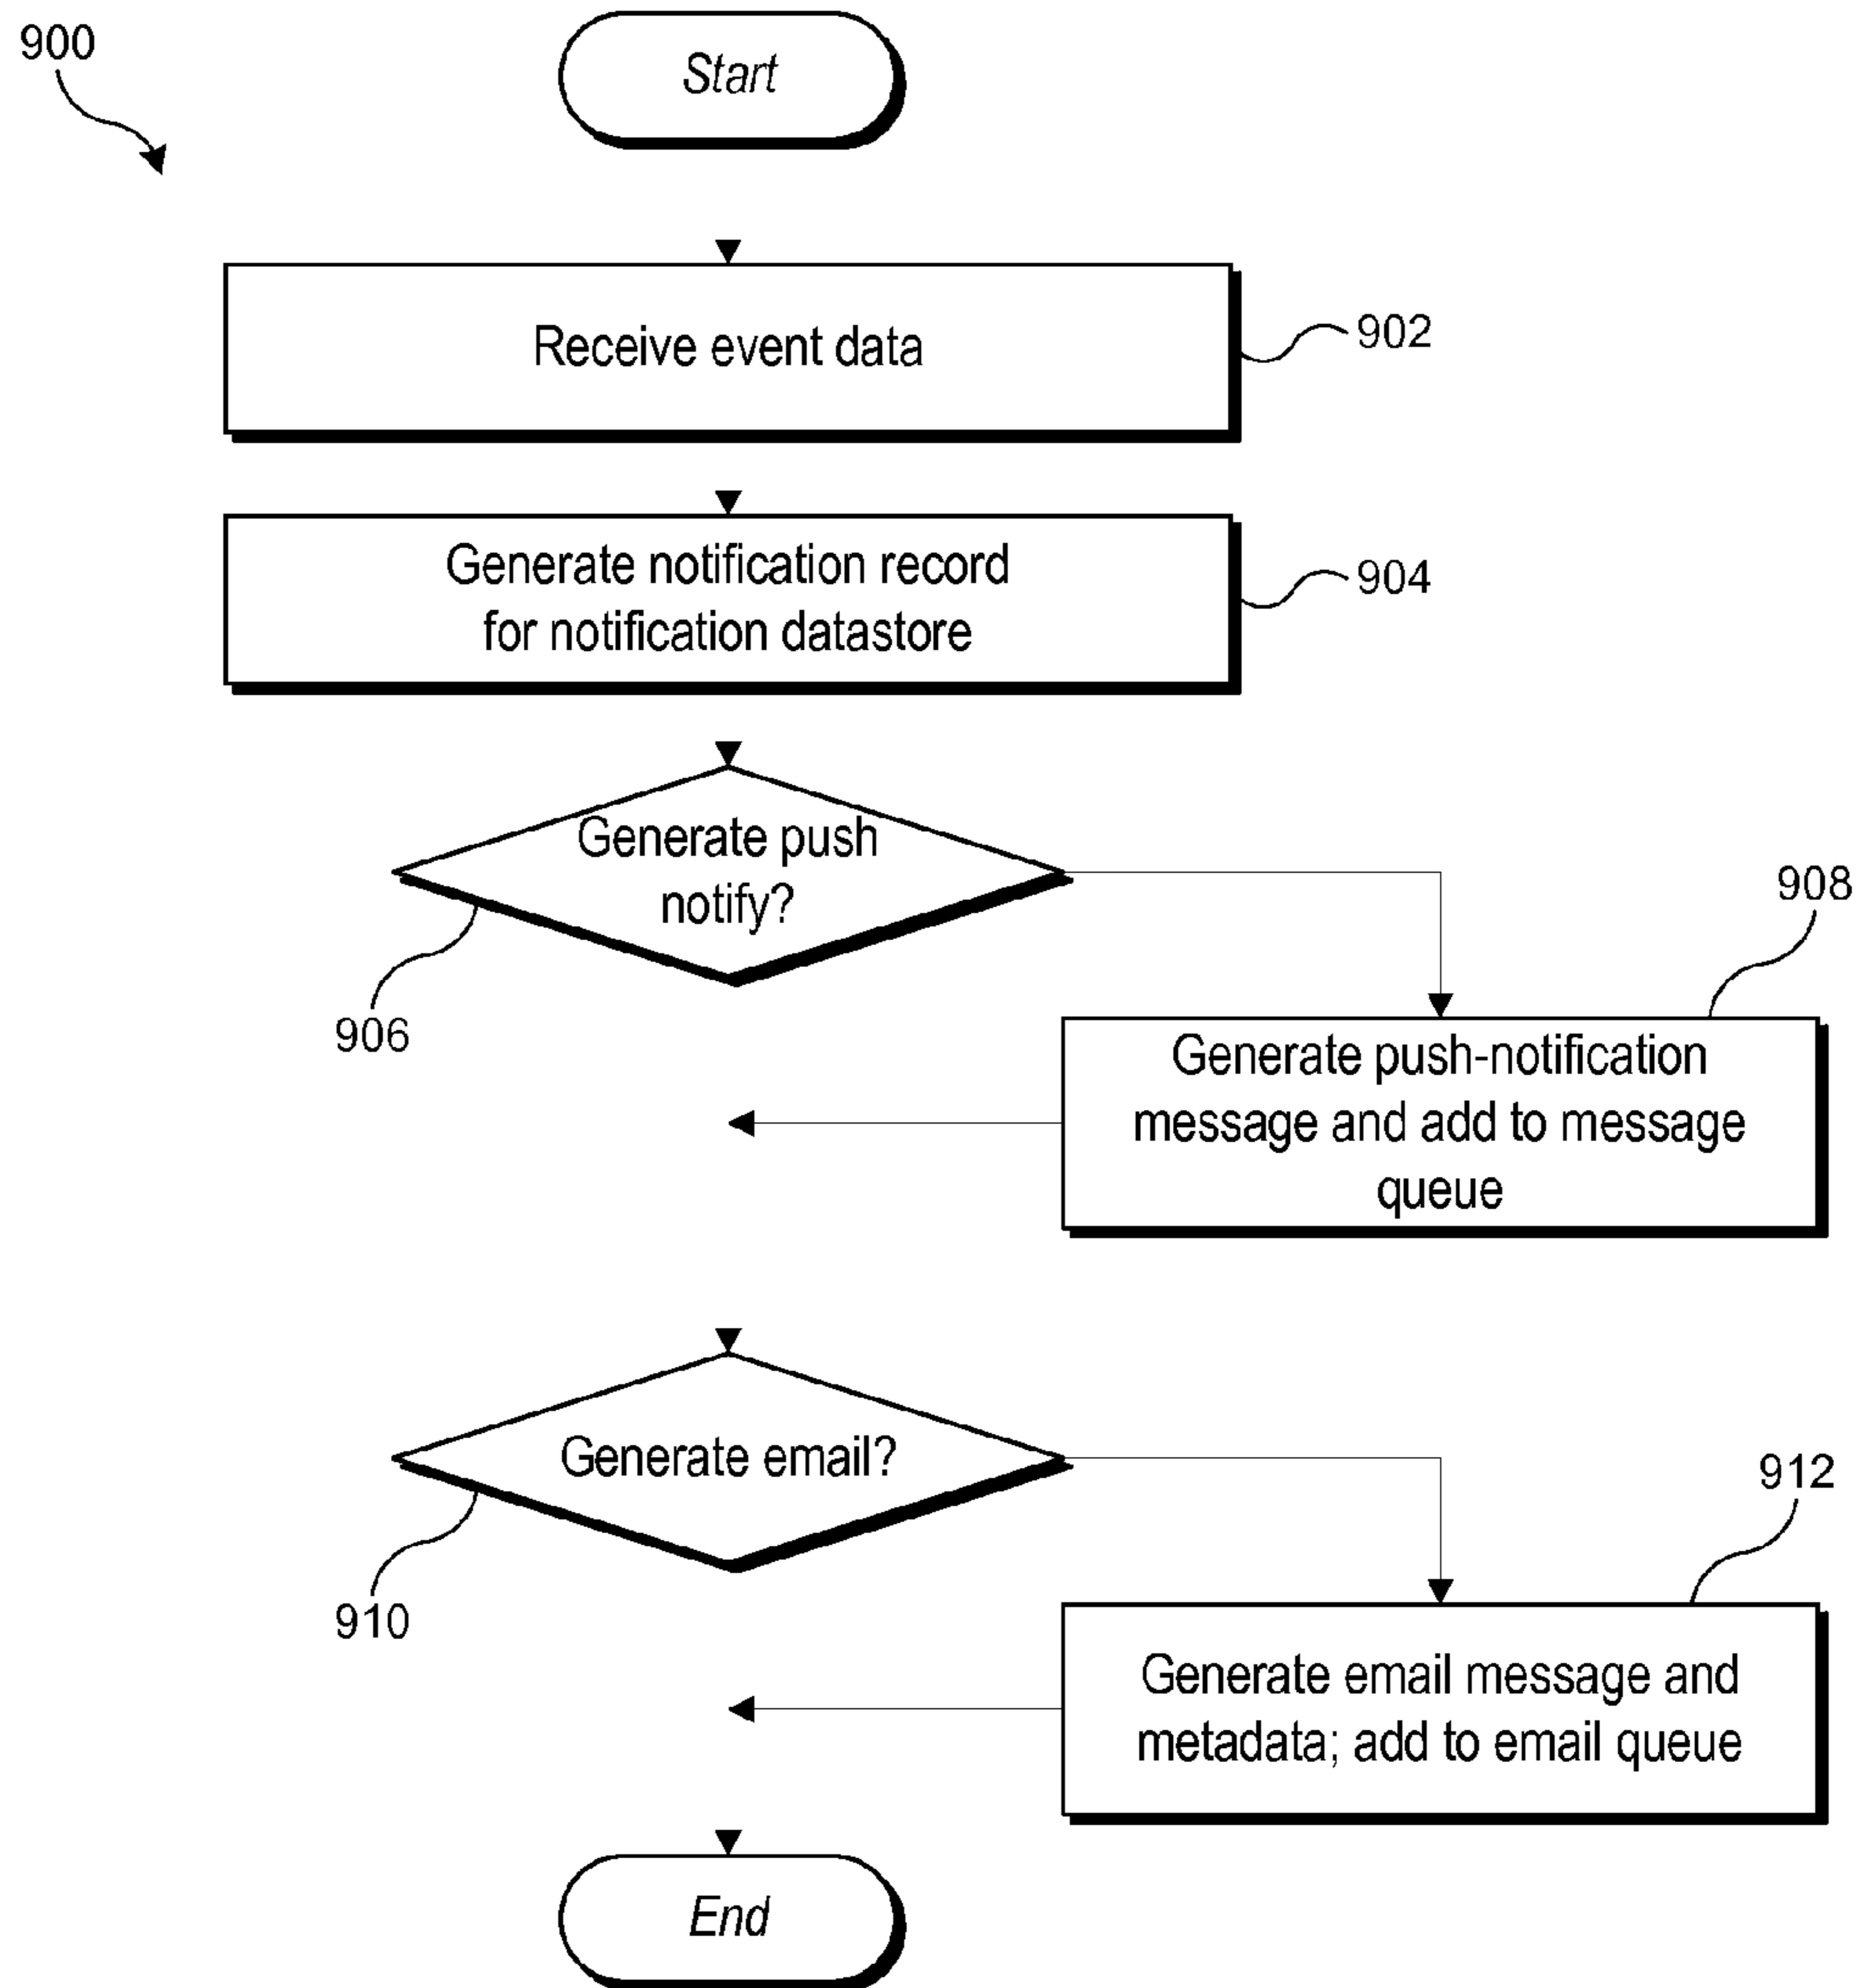 900
Start
Receive event data
902
Generate notification record
for notification datastore
904
Generate push
notify?
906
908
Generate push-notification
message and add to message
queue
Generate email?
910
912
Generate email message and
metadata; add to email queue
End